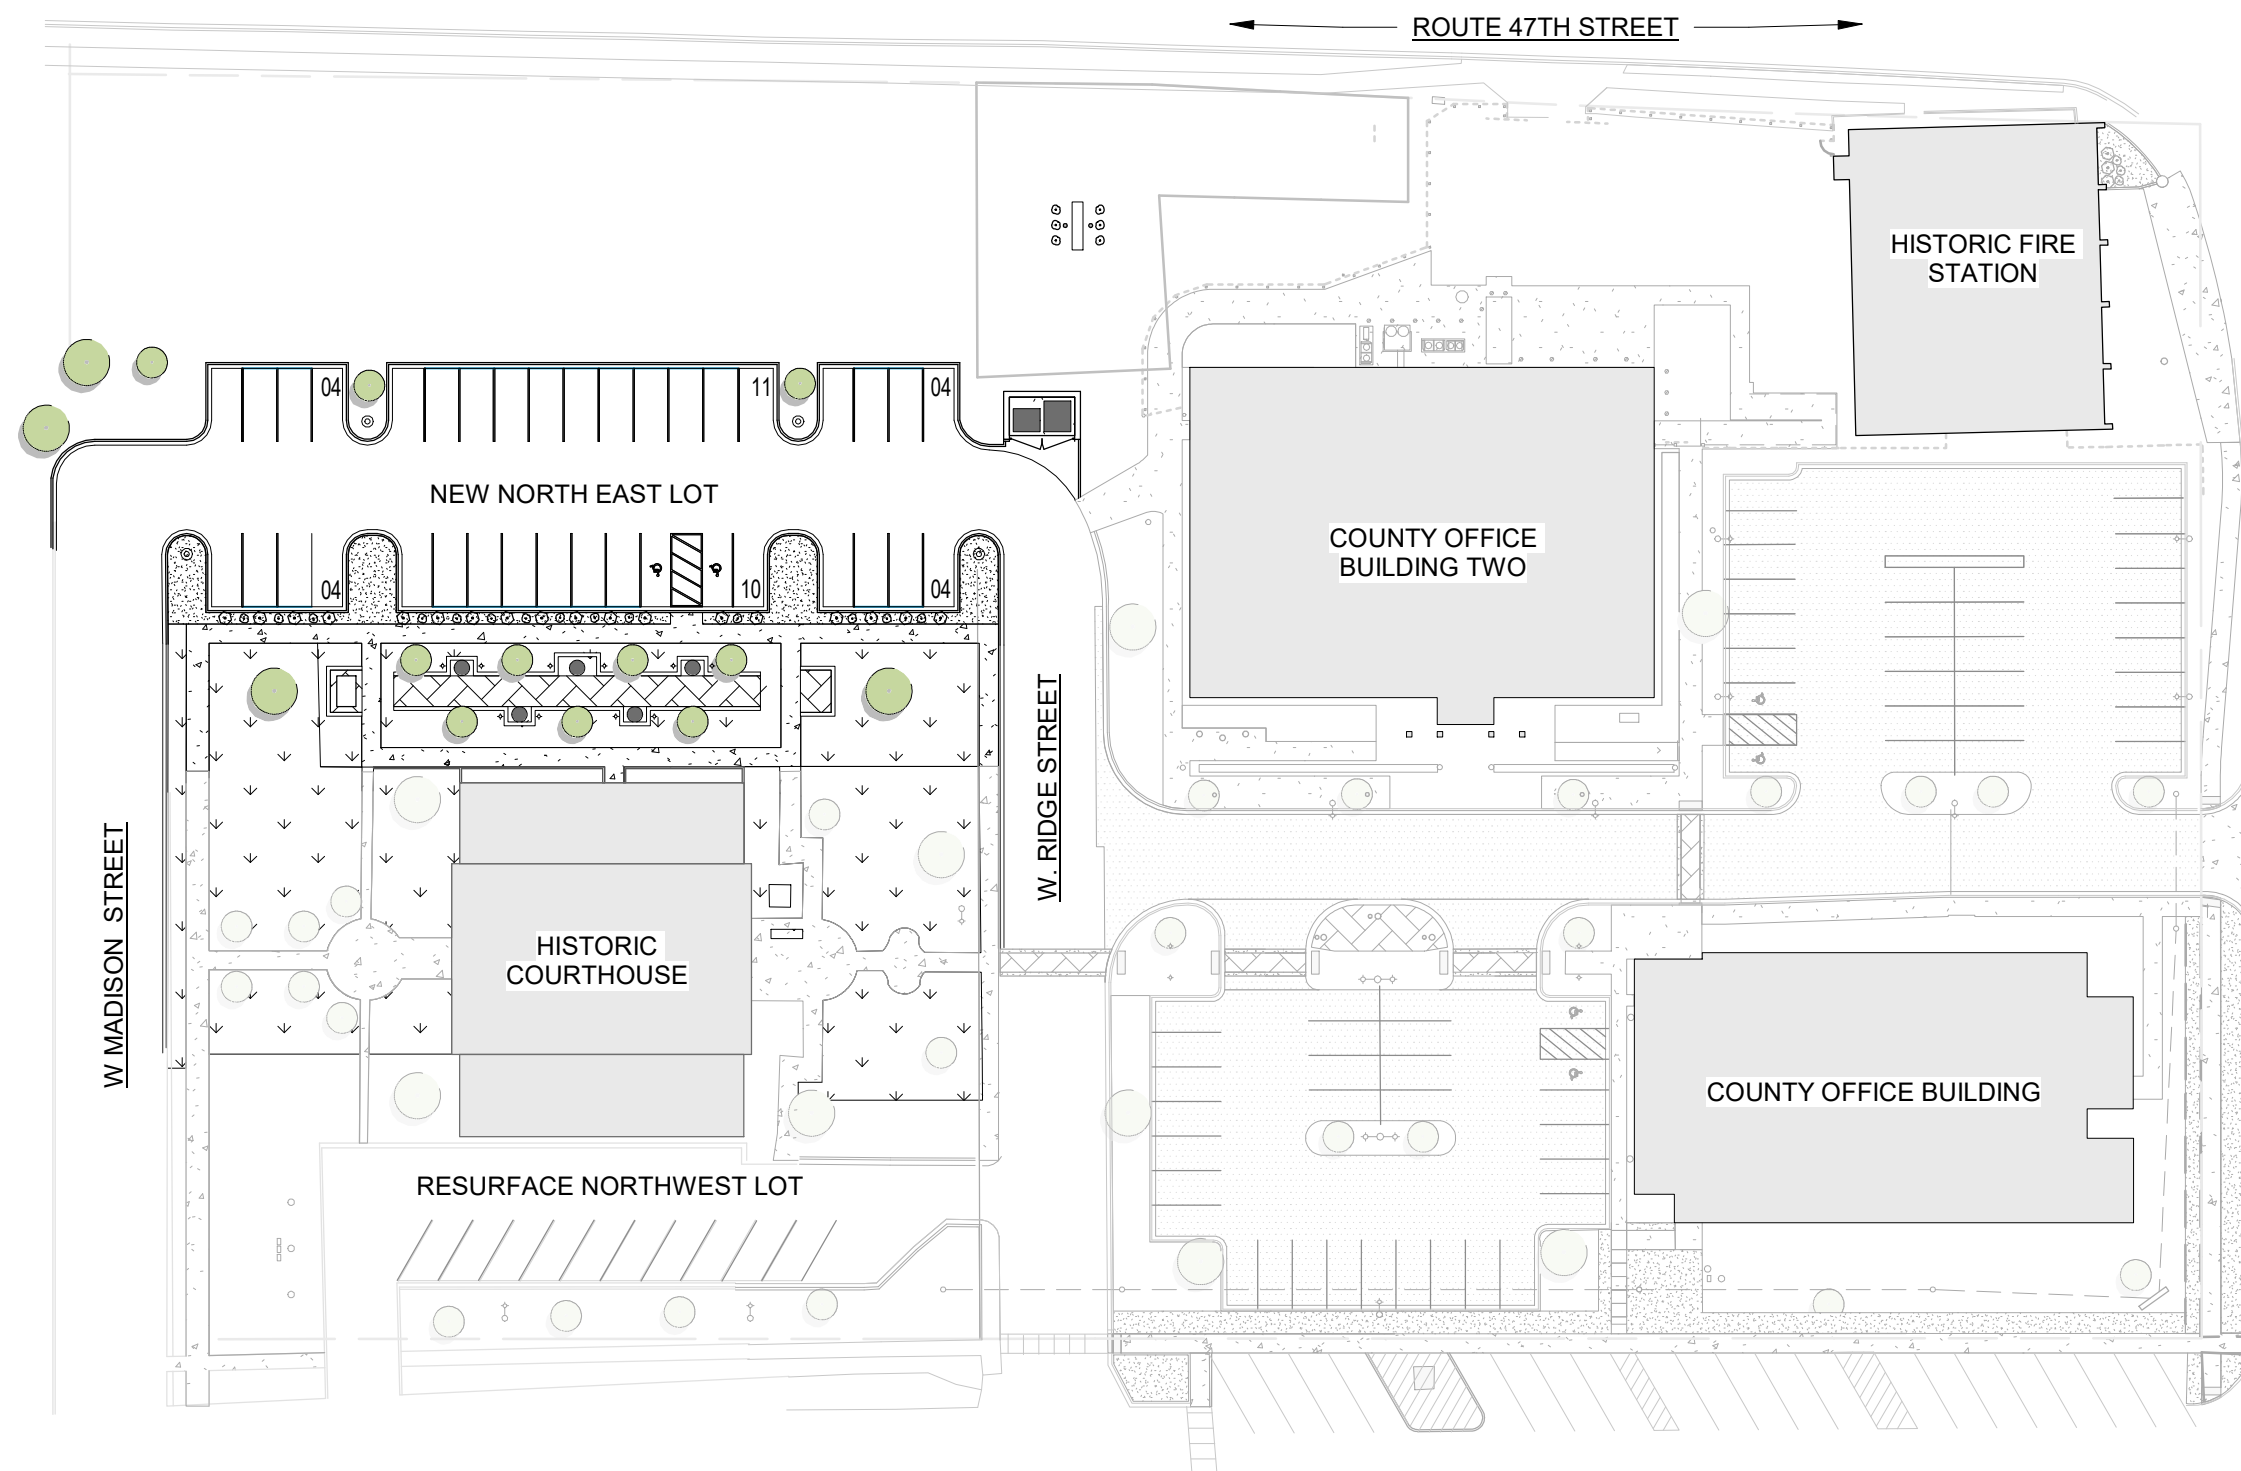 ROUTE 47TH STREET
HISTORIC FIRE
STATION
04
11
04
NEW NORTH EAST LOT
COUNTY OFFICE
BUILDING TWO
04
10
04
W. RIDGE STREET
W MADISON STREET
HISTORIC
COURTHOUSE
COUNTY OFFICE BUILDING
RESURFACE NORTHWEST LOT